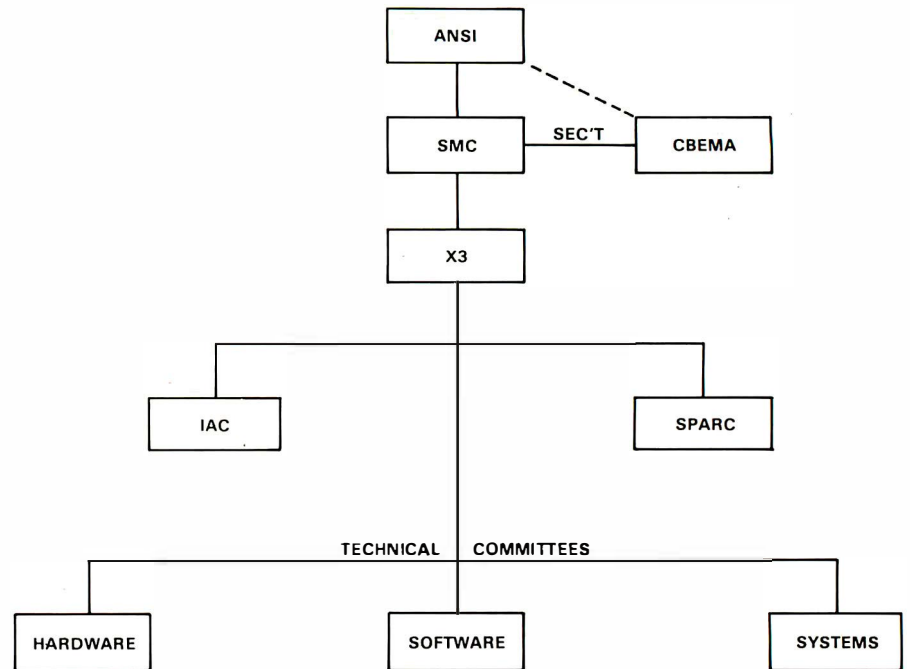 ANSI
SEC'T
SMC
CBEMA
X3
IAC
SPARC
TECHNICAL COMMITTEES
HARDWARE
SOFTWARE
SYSTEMS